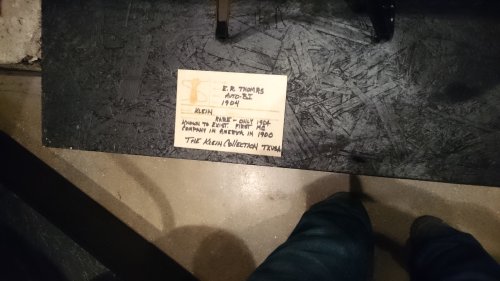 E.R. THOMAS
AUTO-BI
1904
KLEIN
RARE - ONLY 1904
KNOWN TO EXIST. FIRST MC
COMPANY IN AMERICA IN 1900
THE KLEIN COLLECTION